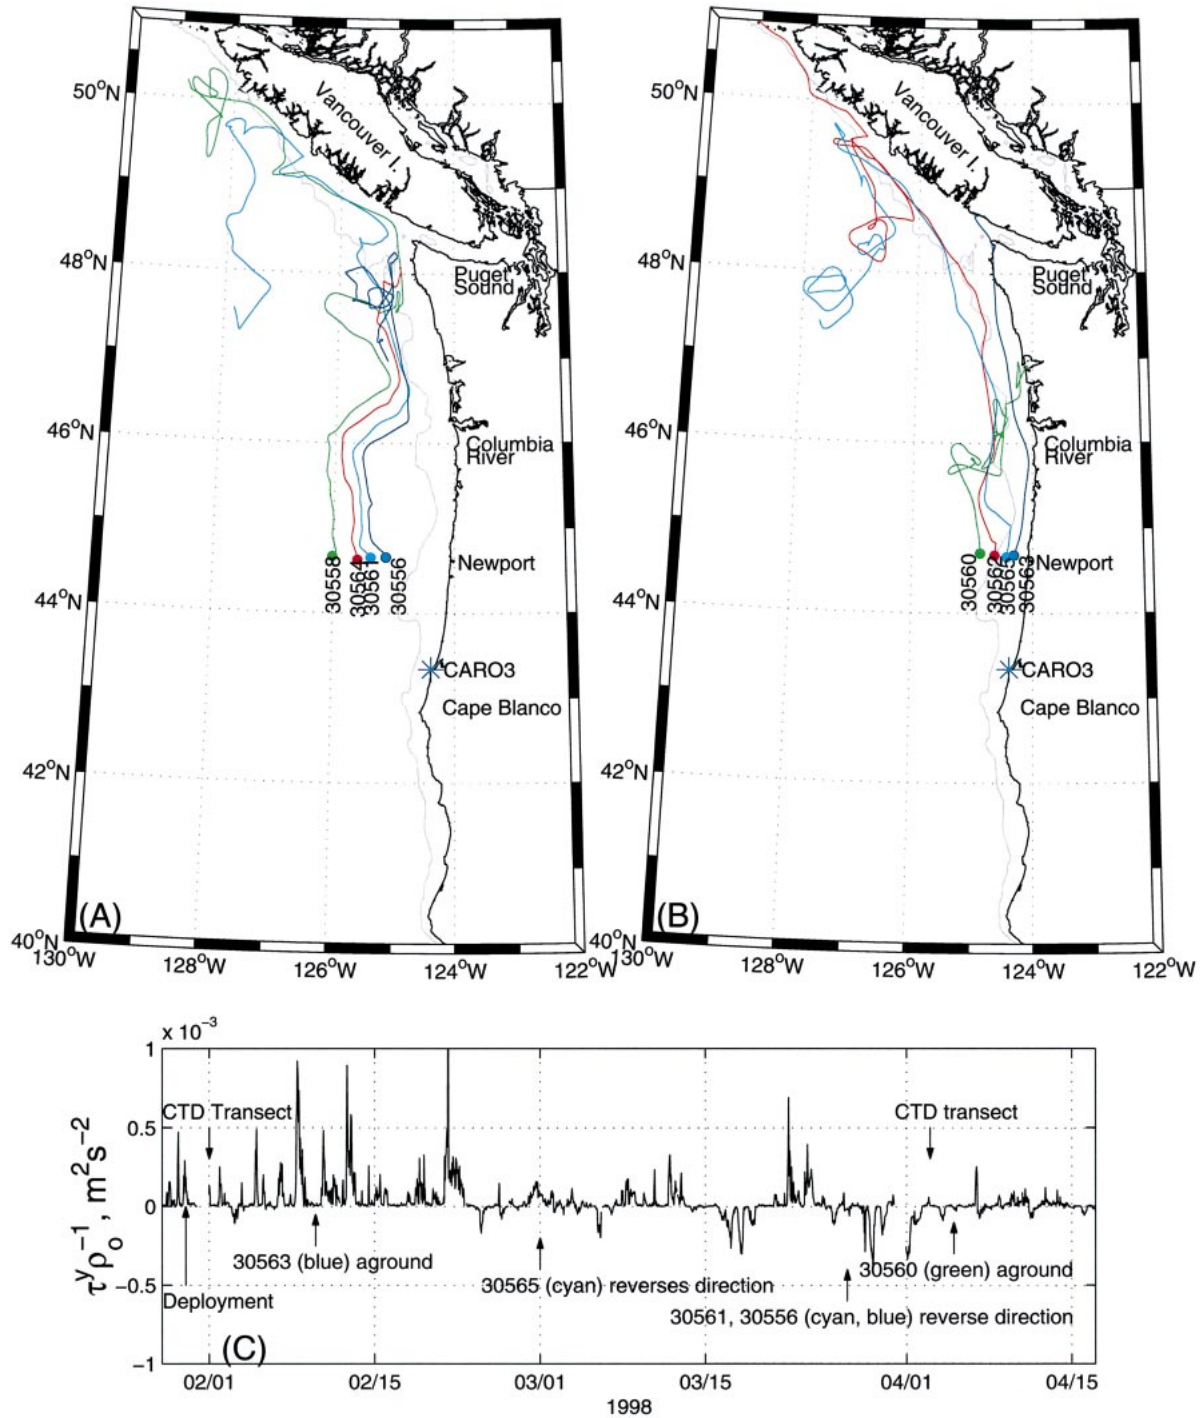 50°N
48°N
46°N
44°N
42°N
40°N
130°W
128°W
126°W
124°W
122°W
Vancouver I.
Puget
Sound
Columbia
River
Newport
30558
30564
30561
30556
CARO3
Cape Blanco
(A)
50°N
48°N
46°N
44°N
42°N
40°N
130°W
128°W
126°W
124°W
122°W
Vancouver I.
Puget
Sound
Columbia
River
Newport
30560
30562
30565
30563
CARO3
Cape Blanco
(B)
x 10⁻³
1
0.5
0
−0.5
−1
τʸρₒ⁻¹, m²s⁻²
CTD Transect
CTD transect
30563 (blue) aground
30560 (green) aground
30565 (cyan) reverses direction
Deployment
30561, 30556 (cyan, blue) reverse direction
(C)
02/01
02/15
03/01
03/15
04/01
04/15
1998